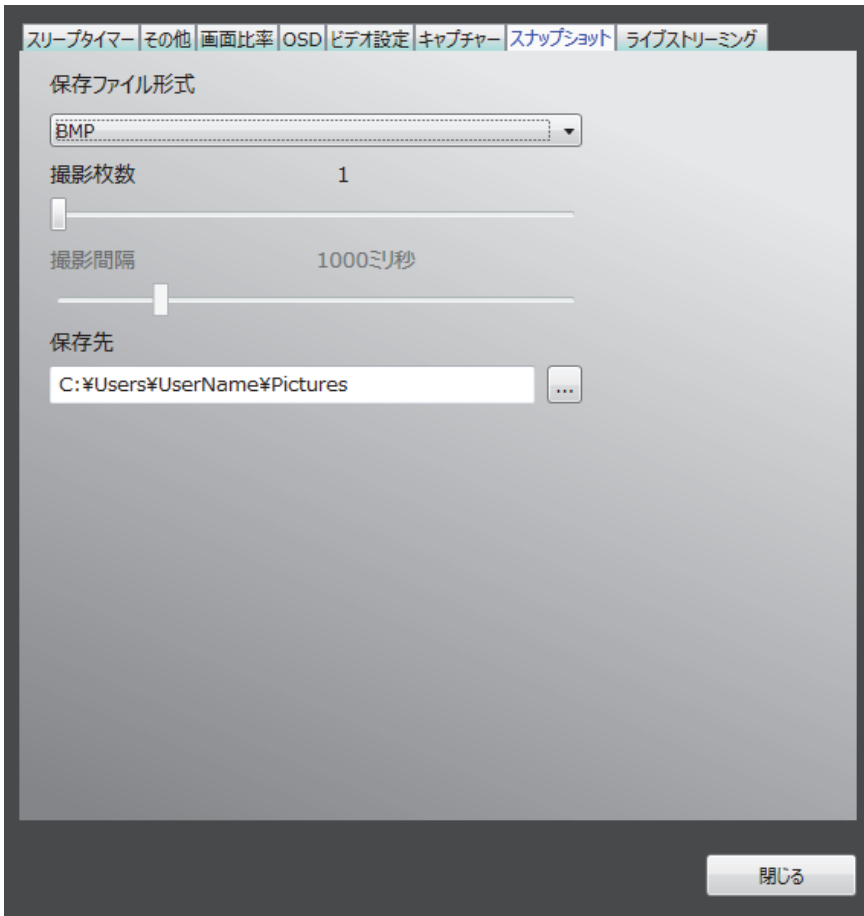 スリープタイマー その他 画面比率 OSD ビデオ設定 キャプチャー スナップショット ライブストリーミング
保存ファイル形式
BMP
撮影枚数 1
撮影間隔 1000ミリ秒
保存先
C:¥Users¥UserName¥Pictures
...
閉じる